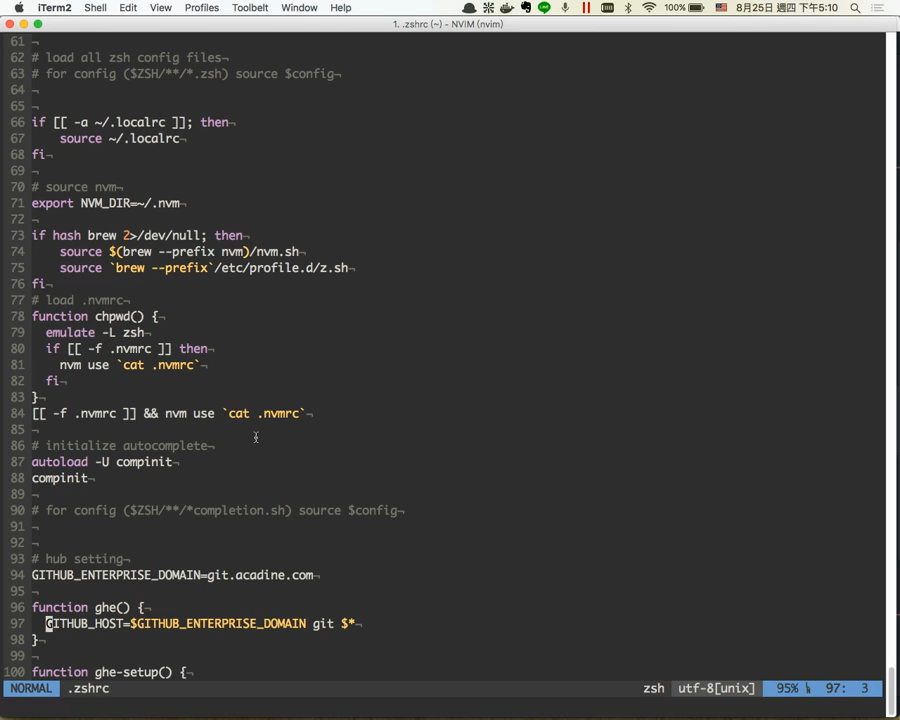 iTerm2 Shell Edit View Profiles Toolbelt Window Help 100% 8月25日 週四 下午5:10
1. .zshrc (~) - NVIM (nvim)
61 ¬
62 # load all zsh config files¬
63 # for config ($ZSH/**/*.zsh) source $config¬
64 ¬
65 ¬
66 if [[ -a ~/.localrc ]]; then¬
67 source ~/.localrc¬
68 fi¬
69 ¬
70 # source nvm¬
71 export NVM_DIR=~/.nvm¬
72 ¬
73 if hash brew 2>/dev/null; then¬
74 source $(brew --prefix nvm)/nvm.sh¬
75 source `brew --prefix`/etc/profile.d/z.sh¬
76 fi¬
77 # load .nvmrc¬
78 function chpwd() {¬
79 emulate -L zsh¬
80 if [[ -f .nvmrc ]] then¬
81 nvm use `cat .nvmrc`¬
82 fi¬
83 }¬
84 [[ -f .nvmrc ]] && nvm use `cat .nvmrc`¬
85 ¬
86 # initialize autocomplete¬
87 autoload -U compinit¬
88 compinit¬
89 ¬
90 # for config ($ZSH/**/*completion.sh) source $config¬
91 ¬
92 ¬
93 # hub setting¬
94 GITHUB_ENTERPRISE_DOMAIN=git.acadine.com¬
95 ¬
96 function ghe() {¬
97 GITHUB_HOST=$GITHUB_ENTERPRISE_DOMAIN git $*¬
98 }¬
99 ¬
100 function ghe-setup() {¬
NORMAL .zshrc zsh utf-8[unix] 95% 97: 3